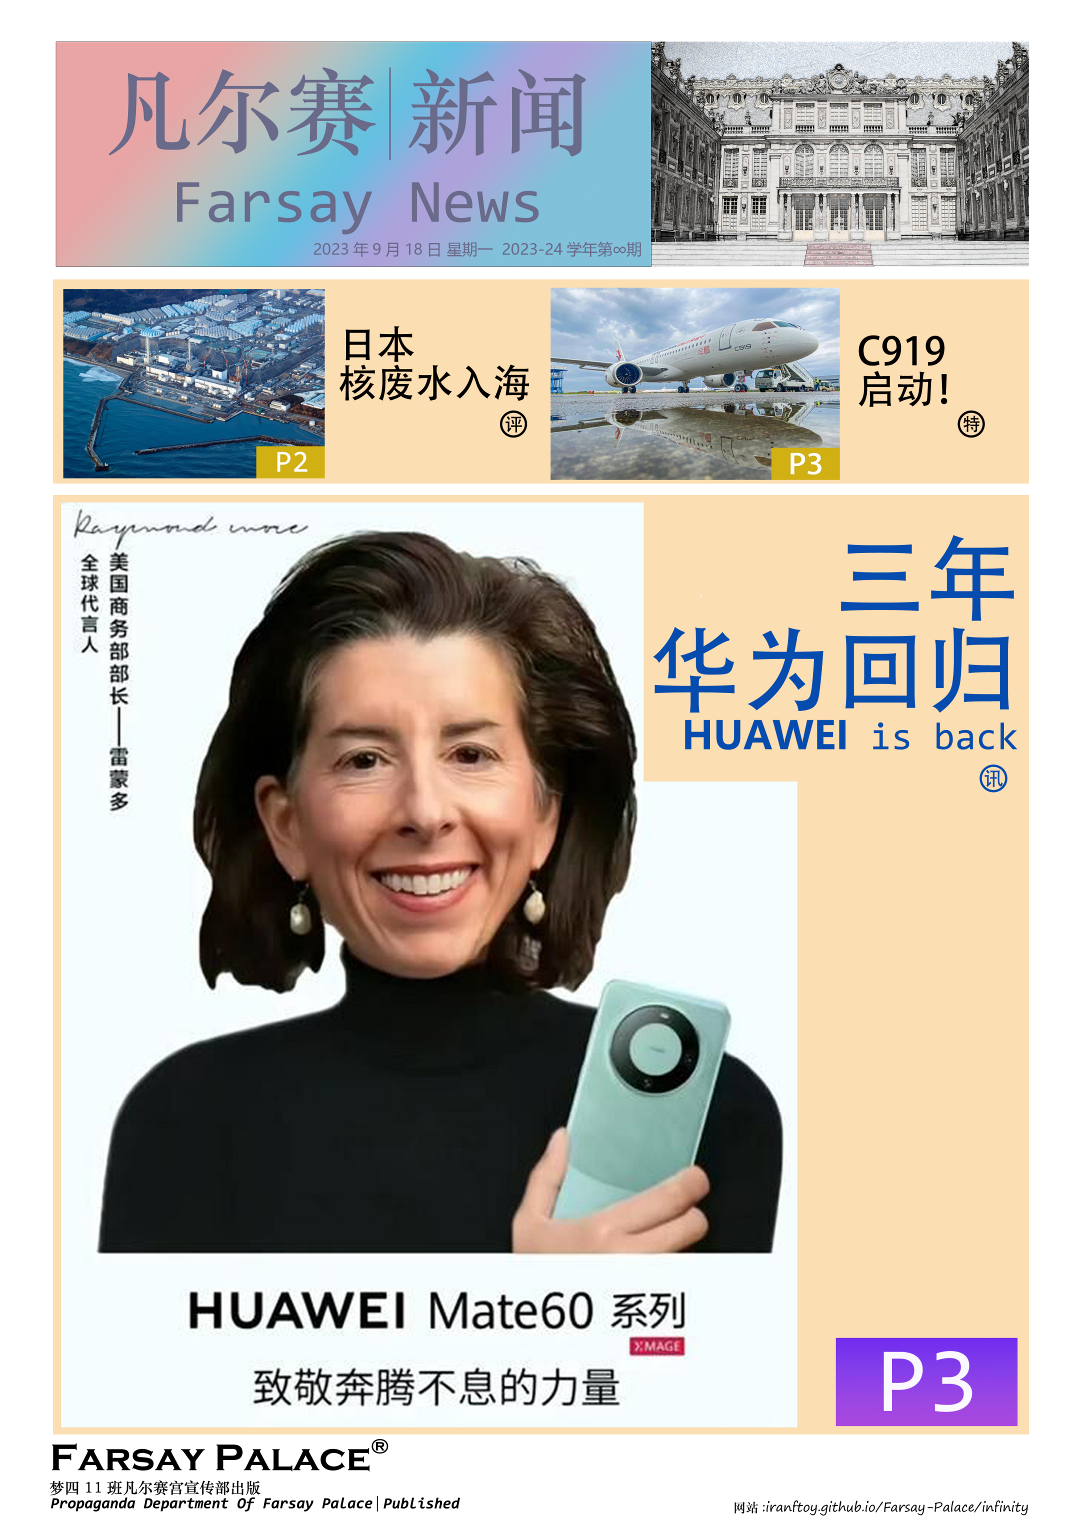 凡尔赛|新闻
Farsay News
2023 年 9 月 18 日 星期一 2023-24 学年第∞期
日本
核废水入海
评
P2
C919
C919
启动！
特
P3
三年
华为回归
HUAWEI is back
讯
Raymond more
美国商务部部长——雷蒙多
全球代言人
HUAWEI Mate60 系列
XMAGE
致敬奔腾不息的力量
P3
FARSAY PALACE®
梦四 11 班凡尔赛宫宣传部出版
Propaganda Department Of Farsay Palace|Published
网站 :iranftoy.github.io/Farsay-Palace/infinity